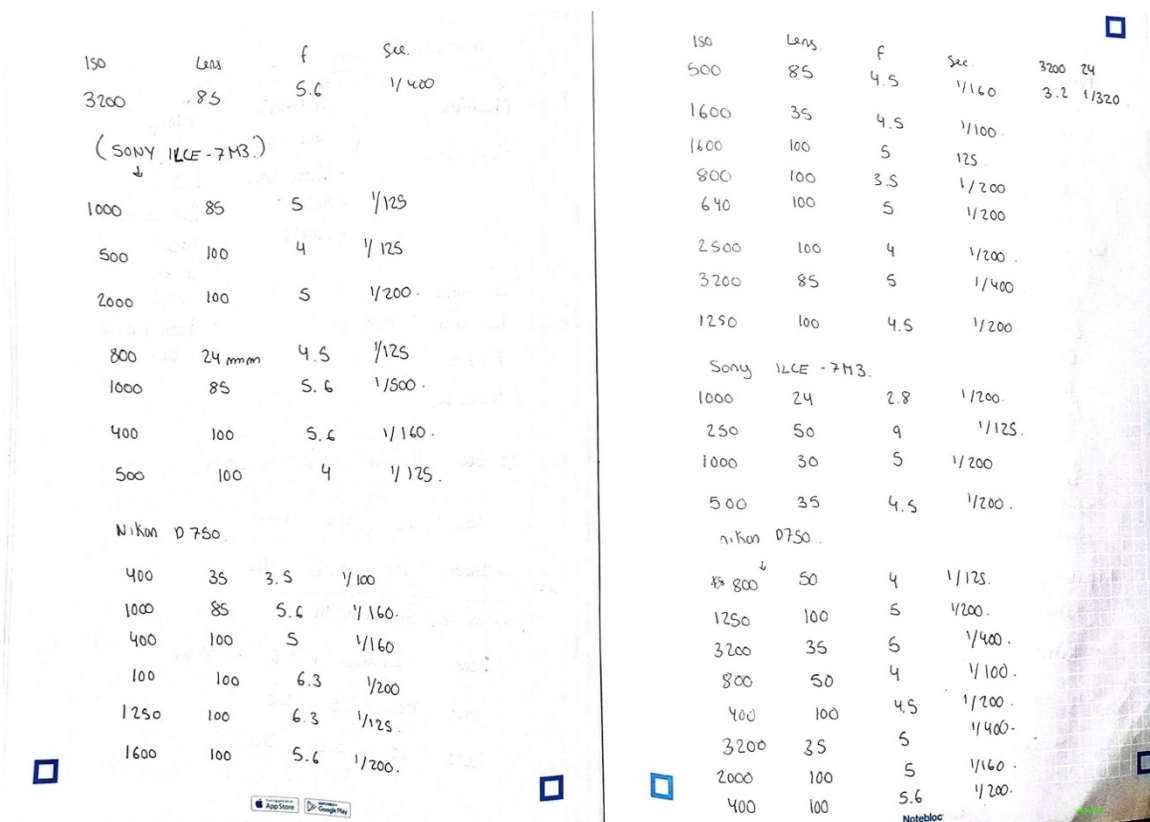 ISO Lens f Sec.
3200 85 5.6 1/400
(SONY ILCE-7M3.)
1000 85 5 1/125
500 100 4 1/125
2000 100 5 1/200.
800 24 mm 4.5 1/125
1000 85 5.6 1/500.
400 100 5.6 1/160.
500 100 4 1/125.
Nikon D750.
400 35 3.5 1/100
1000 85 5.6 1/160.
400 100 5 1/160
100 100 6.3 1/200
1250 100 6.3 1/125.
1600 100 5.6 1/200.
App Store Google Play
ISO Lens. f Sec.
500 85 4.5 1/160
3200 24
3.2 1/320.
1600 35 4.5 1/100.
1600 100 5 125
800 100 3.5 1/200
640 100 5 1/200
2500 100 4 1/200.
3200 85 5 1/400
1250 100 4.5 1/200
Sony ILCE-7M3.
1000 24 2.8 1/200.
250 50 9 1/125.
1000 30 5 1/200
500 35 4.5 1/200.
nikon D750.
800 50 4 1/125.
1250 100 5 1/200.
3200 35 5 1/400.
800 50 4 1/100.
400 100 4.5 1/200.
3200 35 5 1/400.
2000 100 5 1/160.
400 100 5.6 1/200.
Notebloc